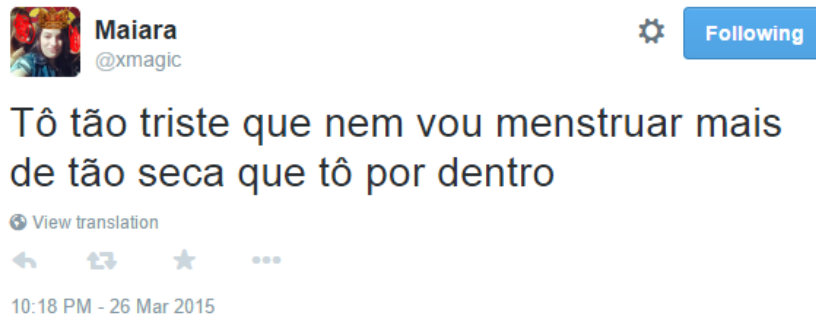 Maiara
@xmagic
Following
Tô tão triste que nem vou menstruar mais
de tão seca que tô por dentro
View translation
10:18 PM - 26 Mar 2015